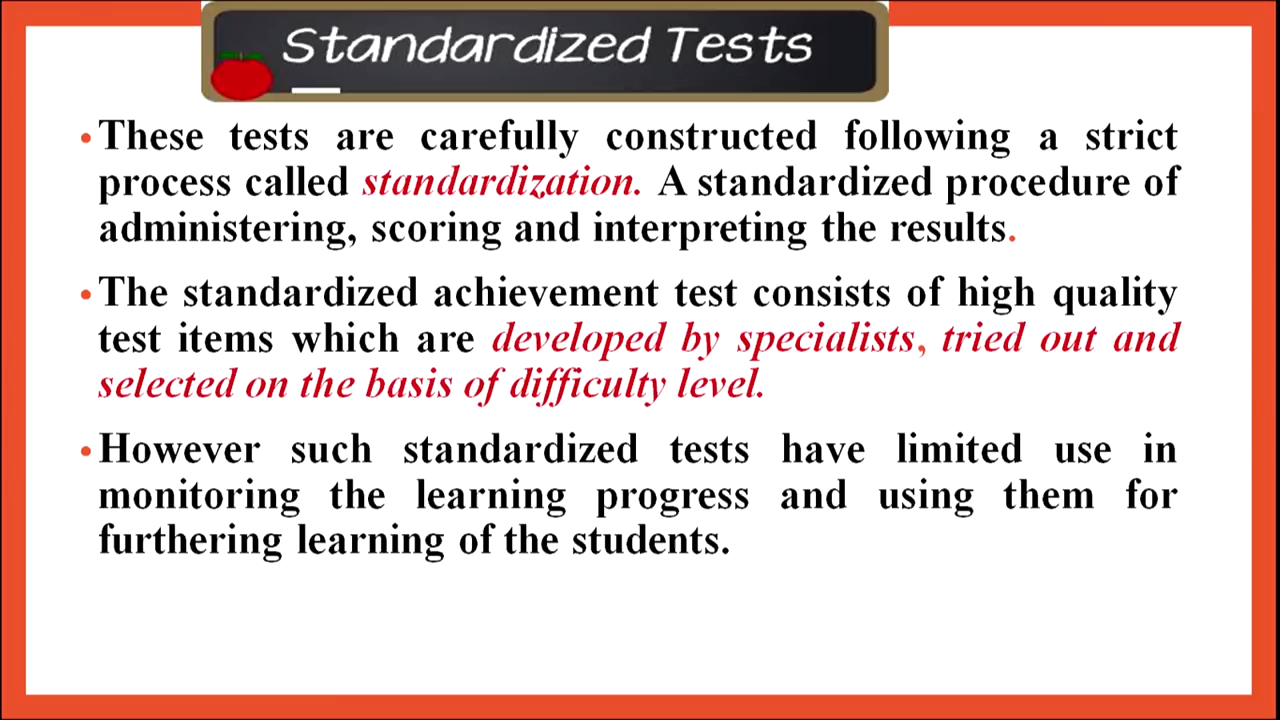 Standardized Tests
•These tests are carefully constructed following a strict
process called standardization. A standardized procedure of
administering, scoring and interpreting the results.
•The standardized achievement test consists of high quality
test items which are developed by specialists, tried out and
selected on the basis of difficulty level.
•However such standardized tests have limited use in
monitoring the learning progress and using them for
furthering learning of the students.